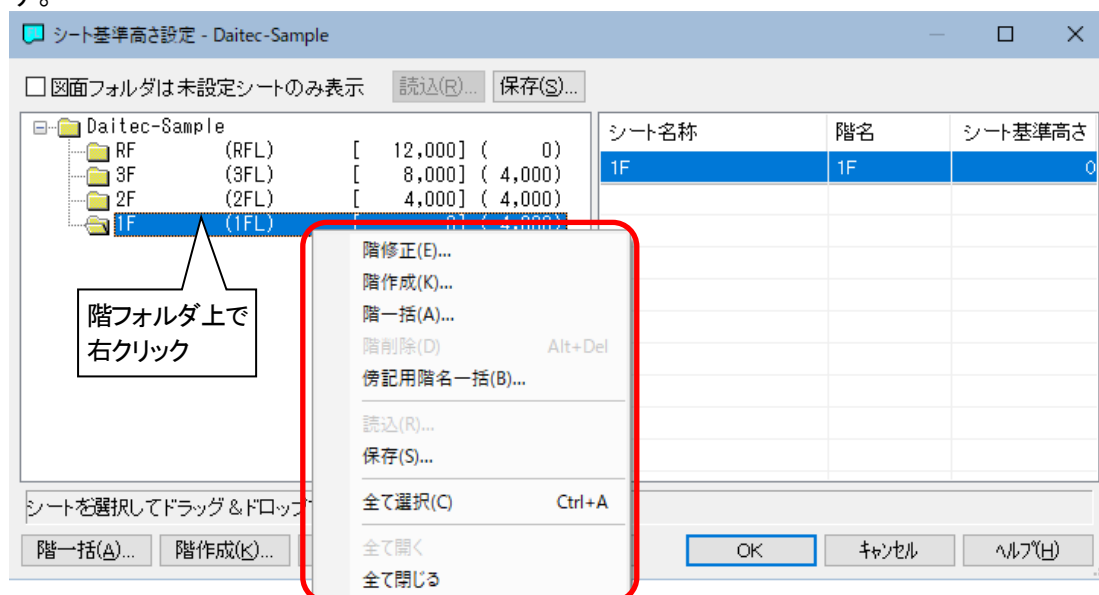 す。
シート基準高さ設定 - Daitec-Sample
図面フォルダは未設定シートのみ表示 読込(R)... 保存(S)...
Daitec-Sample
RF (RFL) [ 12,000] ( 0)
3F (3FL) [ 8,000] ( 4,000)
2F (2FL) [ 4,000] ( 4,000)
1F (1FL) [ 0] ( 4,000)
シート名称 階名 シート基準高さ
1F 1F 0
階フォルダ上で
右クリック
階修正(E)...
階作成(K)...
階一括(A)...
階削除(D) Alt+Del
傍記用階名一括(B)...
読込(R)...
保存(S)...
全て選択(C) Ctrl+A
全て開く
全て閉じる
シートを選択してドラッグ&ドロップ
階一括(A)... 階作成(K)... OK キャンセル ヘルプ(H)